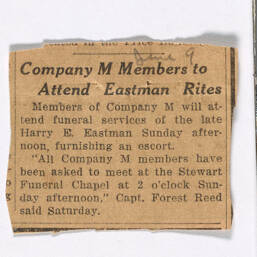 June 9
Company M Members to
Attend Eastman Rites
Members of Company M will at-
tend funeral services of the late
Harry E. Eastman Sunday after-
noon, furnishing an escort.
"All Company M members have
been asked to meet at the Stewart
Funeral Chapel at 2 o'clock Sun-
day afternoon," Capt. Forest Reed
said Saturday.